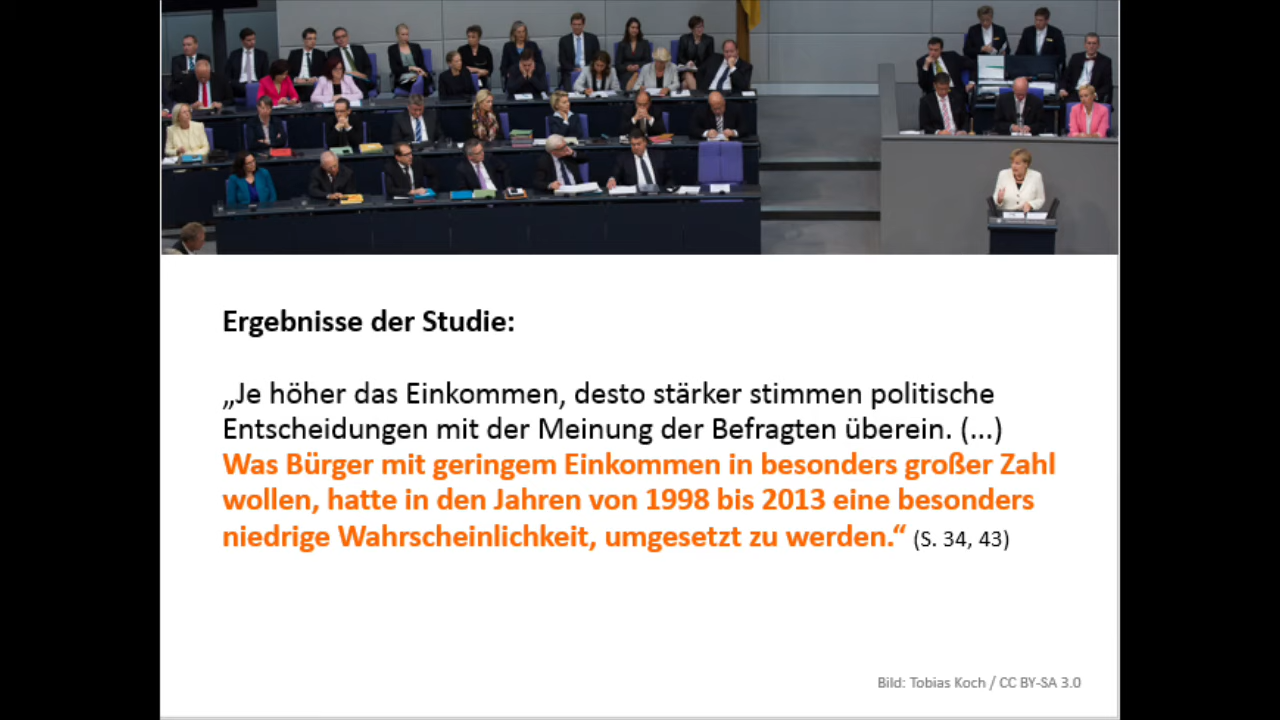 Ergebnisse der Studie:
„Je höher das Einkommen, desto stärker stimmen politische
Entscheidungen mit der Meinung der Befragten überein. (...)
Was Bürger mit geringem Einkommen in besonders großer Zahl
wollen, hatte in den Jahren von 1998 bis 2013 eine besonders
niedrige Wahrscheinlichkeit, umgesetzt zu werden.“ (S. 34, 43)
Bild: Tobias Koch / CC BY-SA 3.0